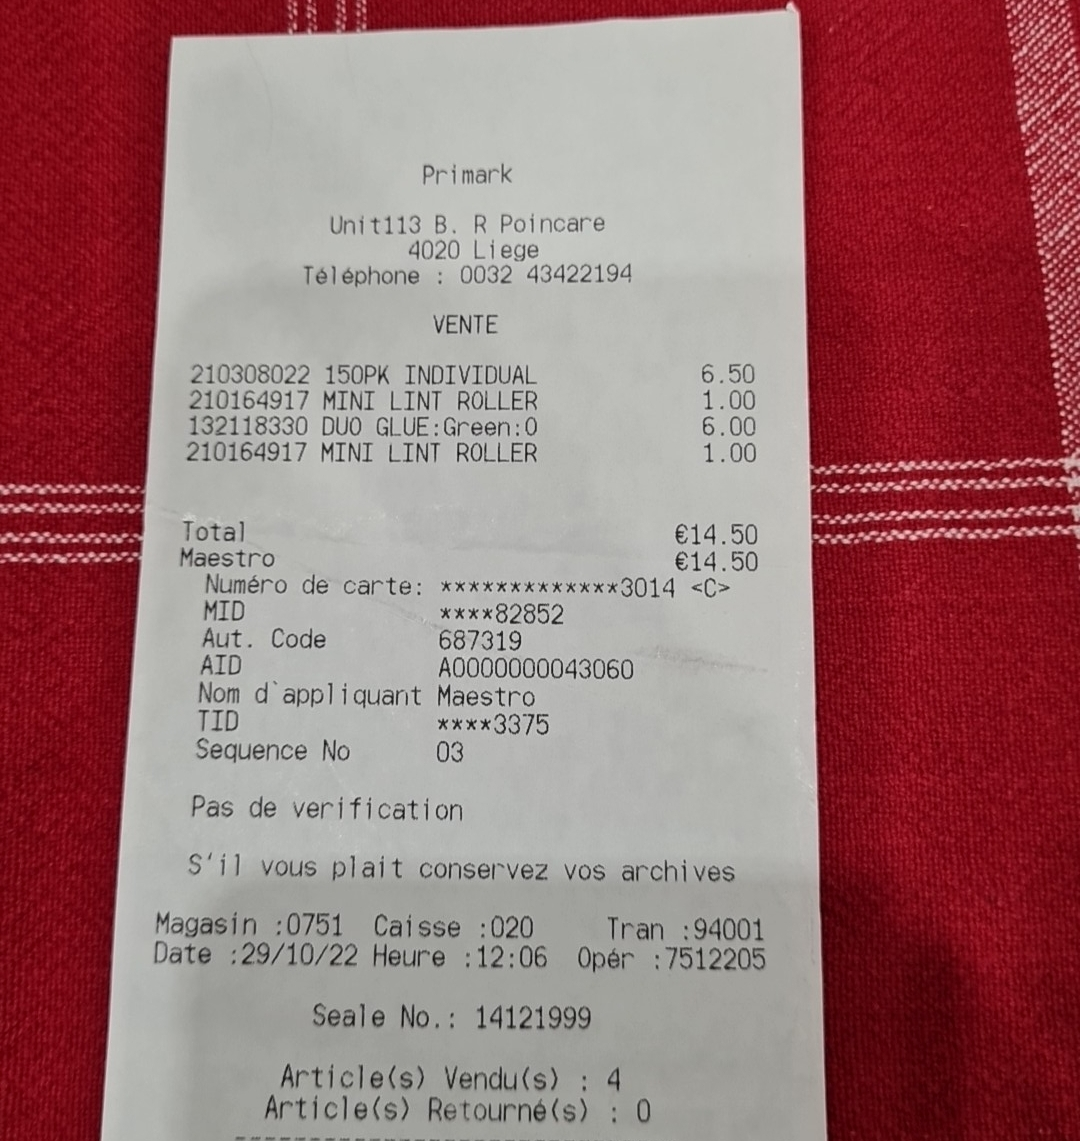 Primark
Unit113 B. R Poincare
4020 Liege
Téléphone : 0032 43422194
VENTE
210308022 150PK INDIVIDUAL 6.50
210164917 MINI LINT ROLLER 1.00
132118330 DUO GLUE:Green:0 6.00
210164917 MINI LINT ROLLER 1.00
Total €14.50
Maestro €14.50
Numéro de carte: *************3014 <C>
MID ****82852
Aut. Code 687319
AID A0000000043060
Nom d`appliquant Maestro
TID ****3375
Sequence No 03
Pas de verification
S'il vous plait conservez vos archives
Magasin :0751 Caisse :020 Tran :94001
Date :29/10/22 Heure :12:06 Opér :7512205
Seale No.: 14121999
Article(s) Vendu(s) : 4
Article(s) Retourné(s) : 0